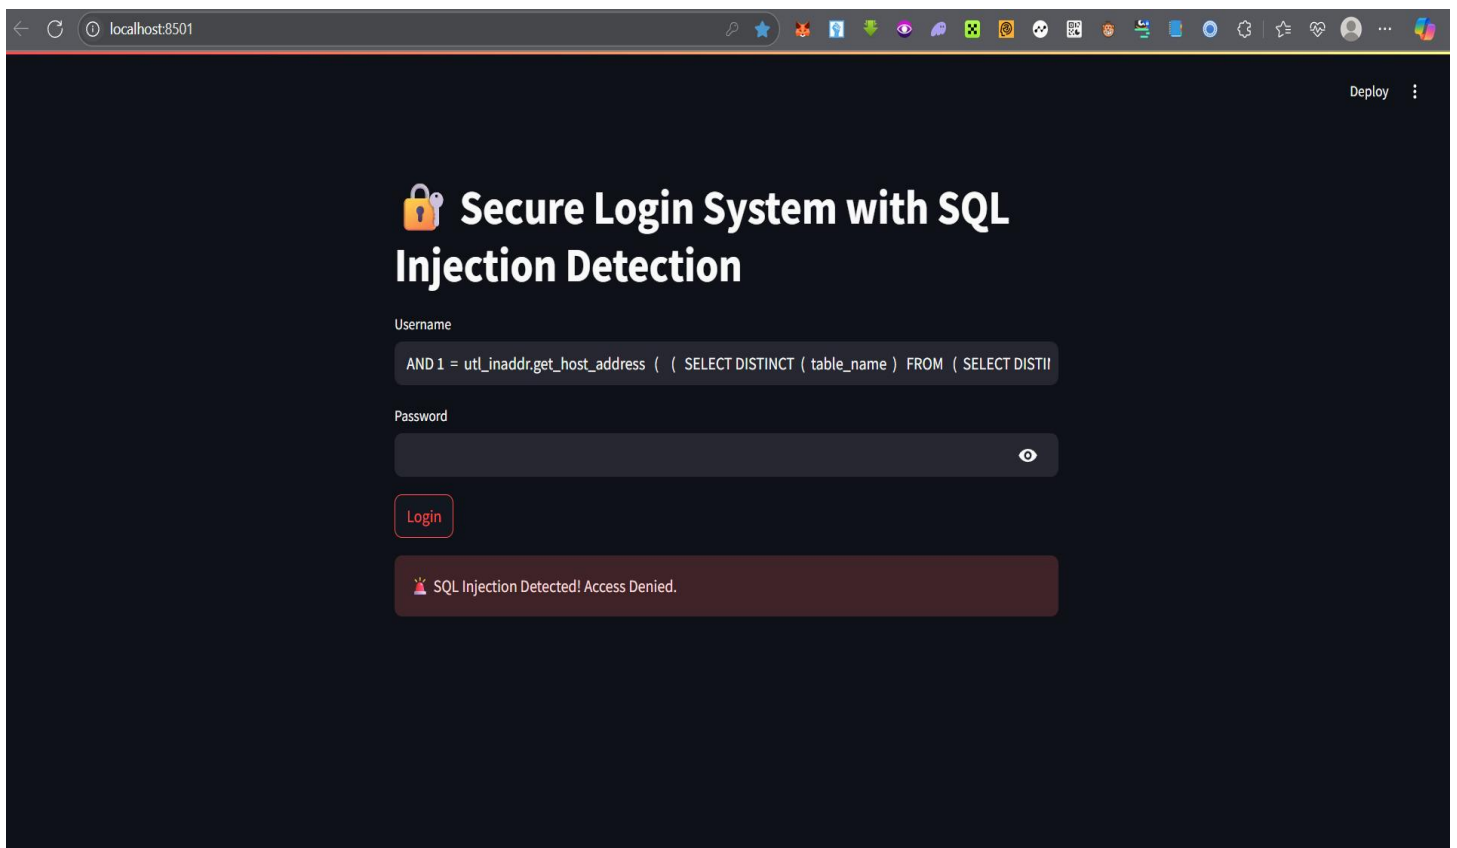 localhost:8501
Deploy
🔐 Secure Login System with SQL
Injection Detection
Username
AND 1 = utl_inaddr.get_host_address ( ( SELECT DISTINCT ( table_name ) FROM ( SELECT DISTIN
Password
Login
🚨 SQL Injection Detected! Access Denied.